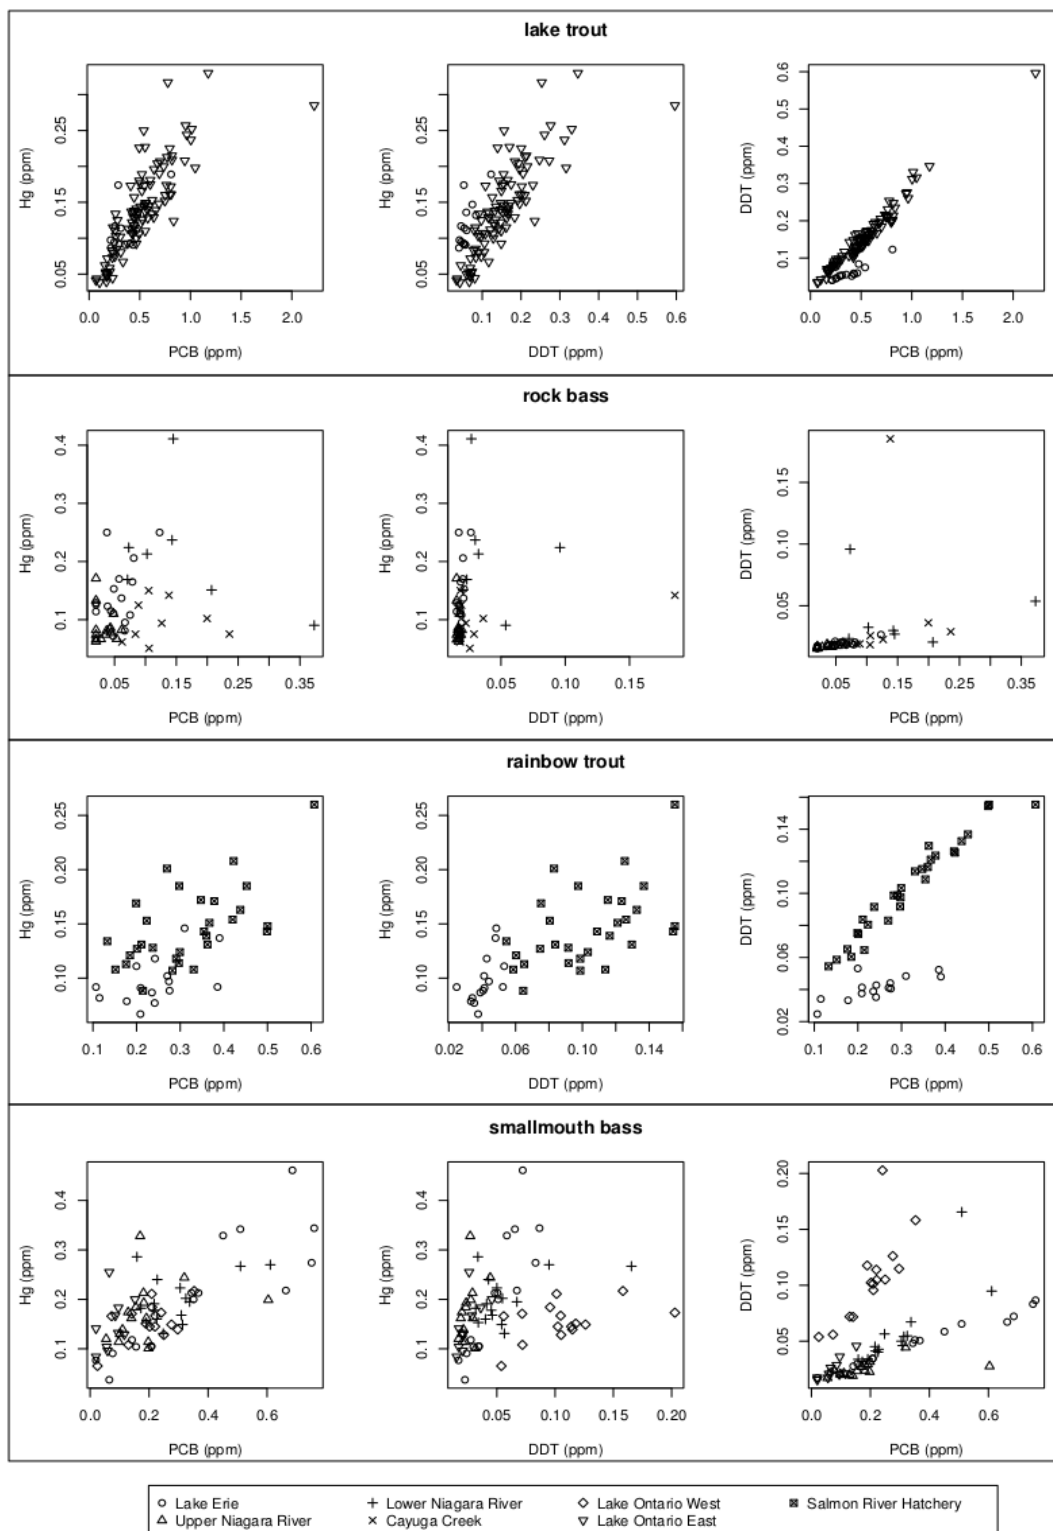 lake trout
Hg (ppm)
0.05 0.15 0.25
0.0 0.5 1.0 1.5 2.0
PCB (ppm)
Hg (ppm)
0.05 0.15 0.25
0.1 0.2 0.3 0.4 0.5 0.6
DDT (ppm)
DDT (ppm)
0.1 0.2 0.3 0.4 0.5 0.6
0.0 0.5 1.0 1.5 2.0
PCB (ppm)
rock bass
Hg (ppm)
0.1 0.2 0.3 0.4
0.05 0.15 0.25 0.35
PCB (ppm)
Hg (ppm)
0.1 0.2 0.3 0.4
0.05 0.10 0.15
DDT (ppm)
DDT (ppm)
0.05 0.10 0.15
0.05 0.15 0.25 0.35
PCB (ppm)
rainbow trout
Hg (ppm)
0.10 0.15 0.20 0.25
0.1 0.2 0.3 0.4 0.5 0.6
PCB (ppm)
Hg (ppm)
0.10 0.15 0.20 0.25
0.02 0.06 0.10 0.14
DDT (ppm)
DDT (ppm)
0.02 0.06 0.10 0.14
0.1 0.2 0.3 0.4 0.5 0.6
PCB (ppm)
smallmouth bass
Hg (ppm)
0.1 0.2 0.3 0.4
0.0 0.2 0.4 0.6
PCB (ppm)
Hg (ppm)
0.1 0.2 0.3 0.4
0.05 0.10 0.15 0.20
DDT (ppm)
DDT (ppm)
0.05 0.10 0.15 0.20
0.0 0.2 0.4 0.6
PCB (ppm)
Lake Erie Lower Niagara River Lake Ontario West Salmon River Hatchery
Upper Niagara River Cayuga Creek Lake Ontario East